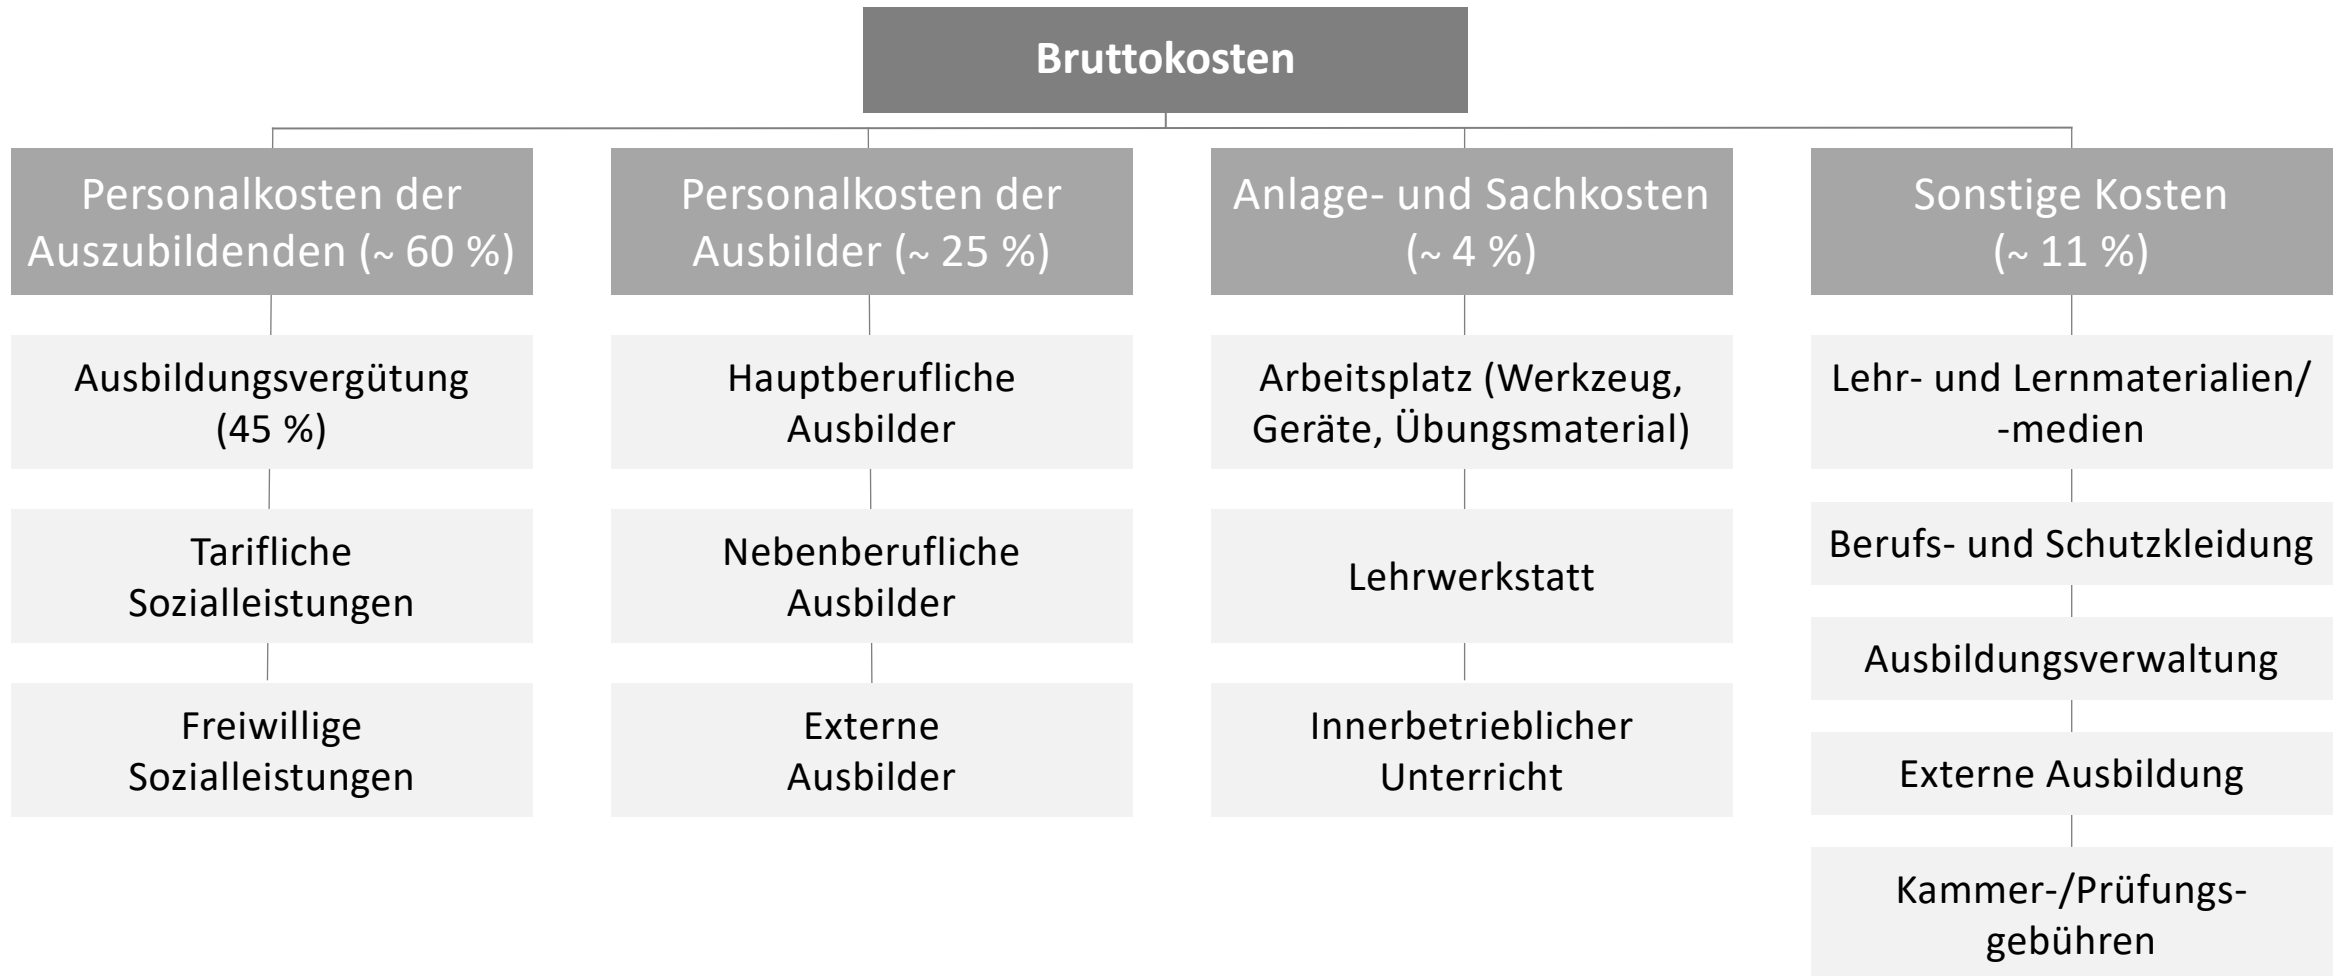 Bruttokosten
Personalkosten der
Auszubildenden (~ 60 %)
Ausbildungsvergütung
(45 %)
Tarifliche
Sozialleistungen
Freiwillige
Sozialleistungen
Personalkosten der
Ausbilder (~ 25 %)
Hauptberufliche
Ausbilder
Nebenberufliche
Ausbilder
Externe
Ausbilder
Anlage- und Sachkosten
(~ 4 %)
Arbeitsplatz (Werkzeug,
Geräte, Übungsmaterial)
Lehrwerkstatt
Innerbetrieblicher
Unterricht
Sonstige Kosten
(~ 11 %)
Lehr- und Lernmaterialien/
-medien
Berufs- und Schutzkleidung
Ausbildungsverwaltung
Externe Ausbildung
Kammer-/Prüfungs-
gebühren